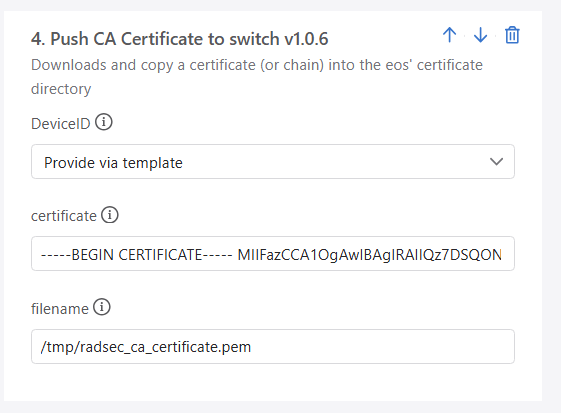 4. Push CA Certificate to switch v1.0.6
Downloads and copy a certificate (or chain) into the eos' certificate
directory
DeviceID
Provide via template
certificate
-----BEGIN CERTIFICATE----- MIIFazCCA1OgAwIBAgIRAIIQz7DSQON
filename
/tmp/radsec_ca_certificate.pem